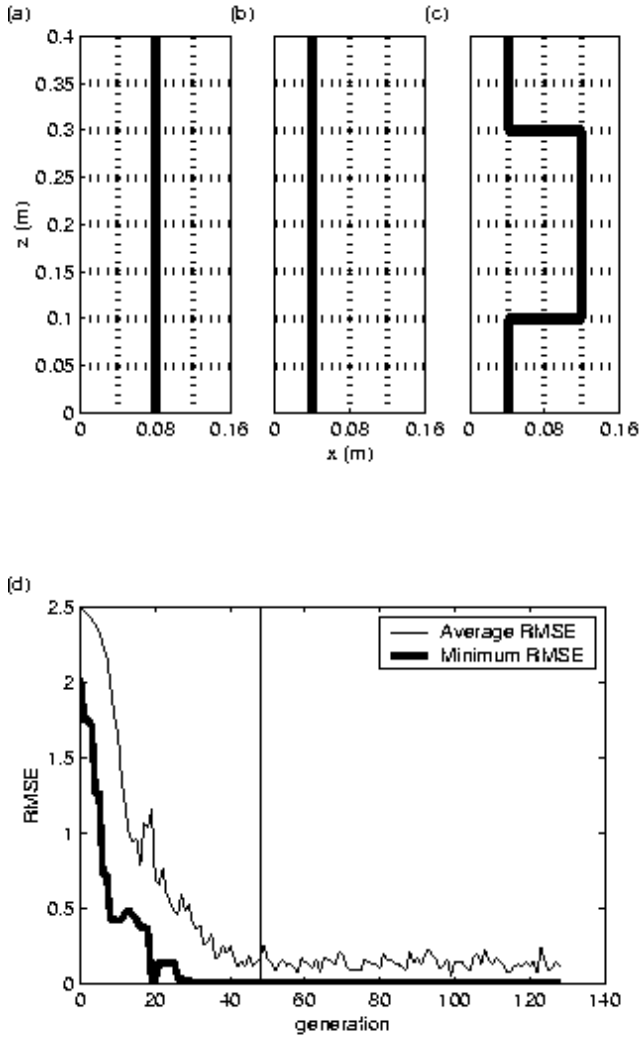 (a)
(b)
(c)
0.4
0.35
0.3
0.25
0.2
0.15
0.1
0.05
0
z (m)
0 0.08 0.16
0 0.08 0.16
0 0.08 0.16
x (m)
(d)
2.5
2
1.5
1
0.5
0
RMSE
Average RMSE
Minimum RMSE
0 20 40 60 80 100 120 140
generation